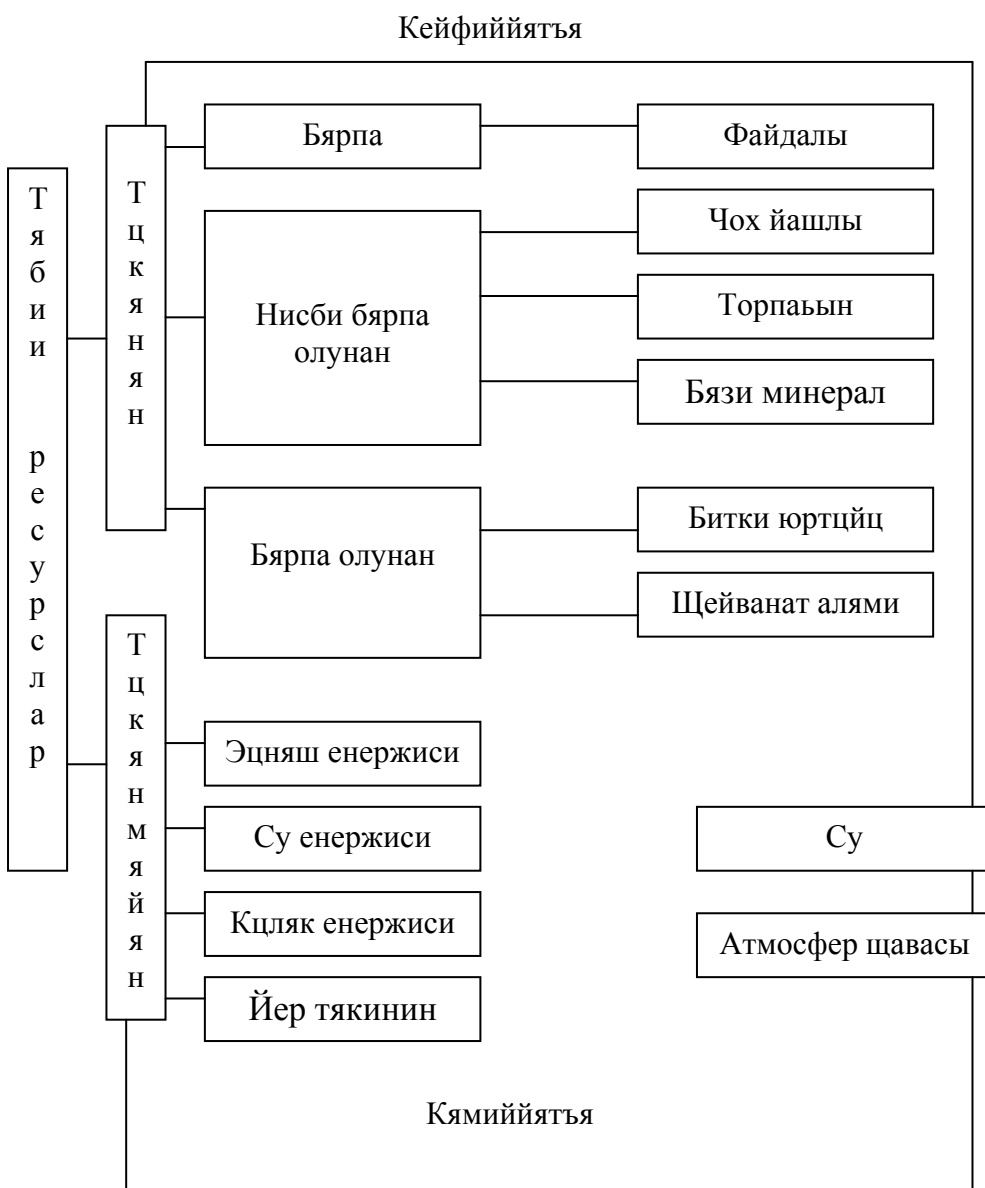 Кейфиййятъя
Тябии ресурслар
Тцкянян
Бярпа
Файдалы
Нисби бярпа
олунан
Чох йашлы
Торпаьын
Бязи минерал
Бярпа олунан
Битки юртцйц
Щейванат алями
Тцкянмяйян
Эцняш енержиси
Су енержиси
Кцляк енержиси
Йер тякинин
Су
Атмосфер щавасы
Кямиййятъя